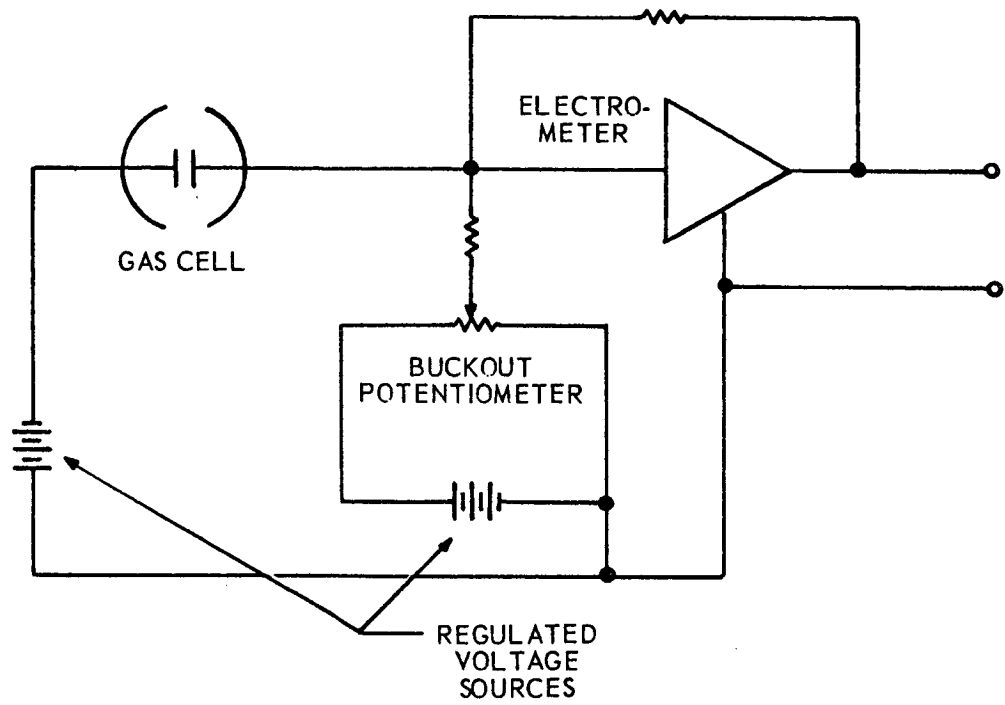 ELECTRO-
METER
GAS CELL
BUCKOUT
POTENTIOMETER
REGULATED
VOLTAGE
SOURCES